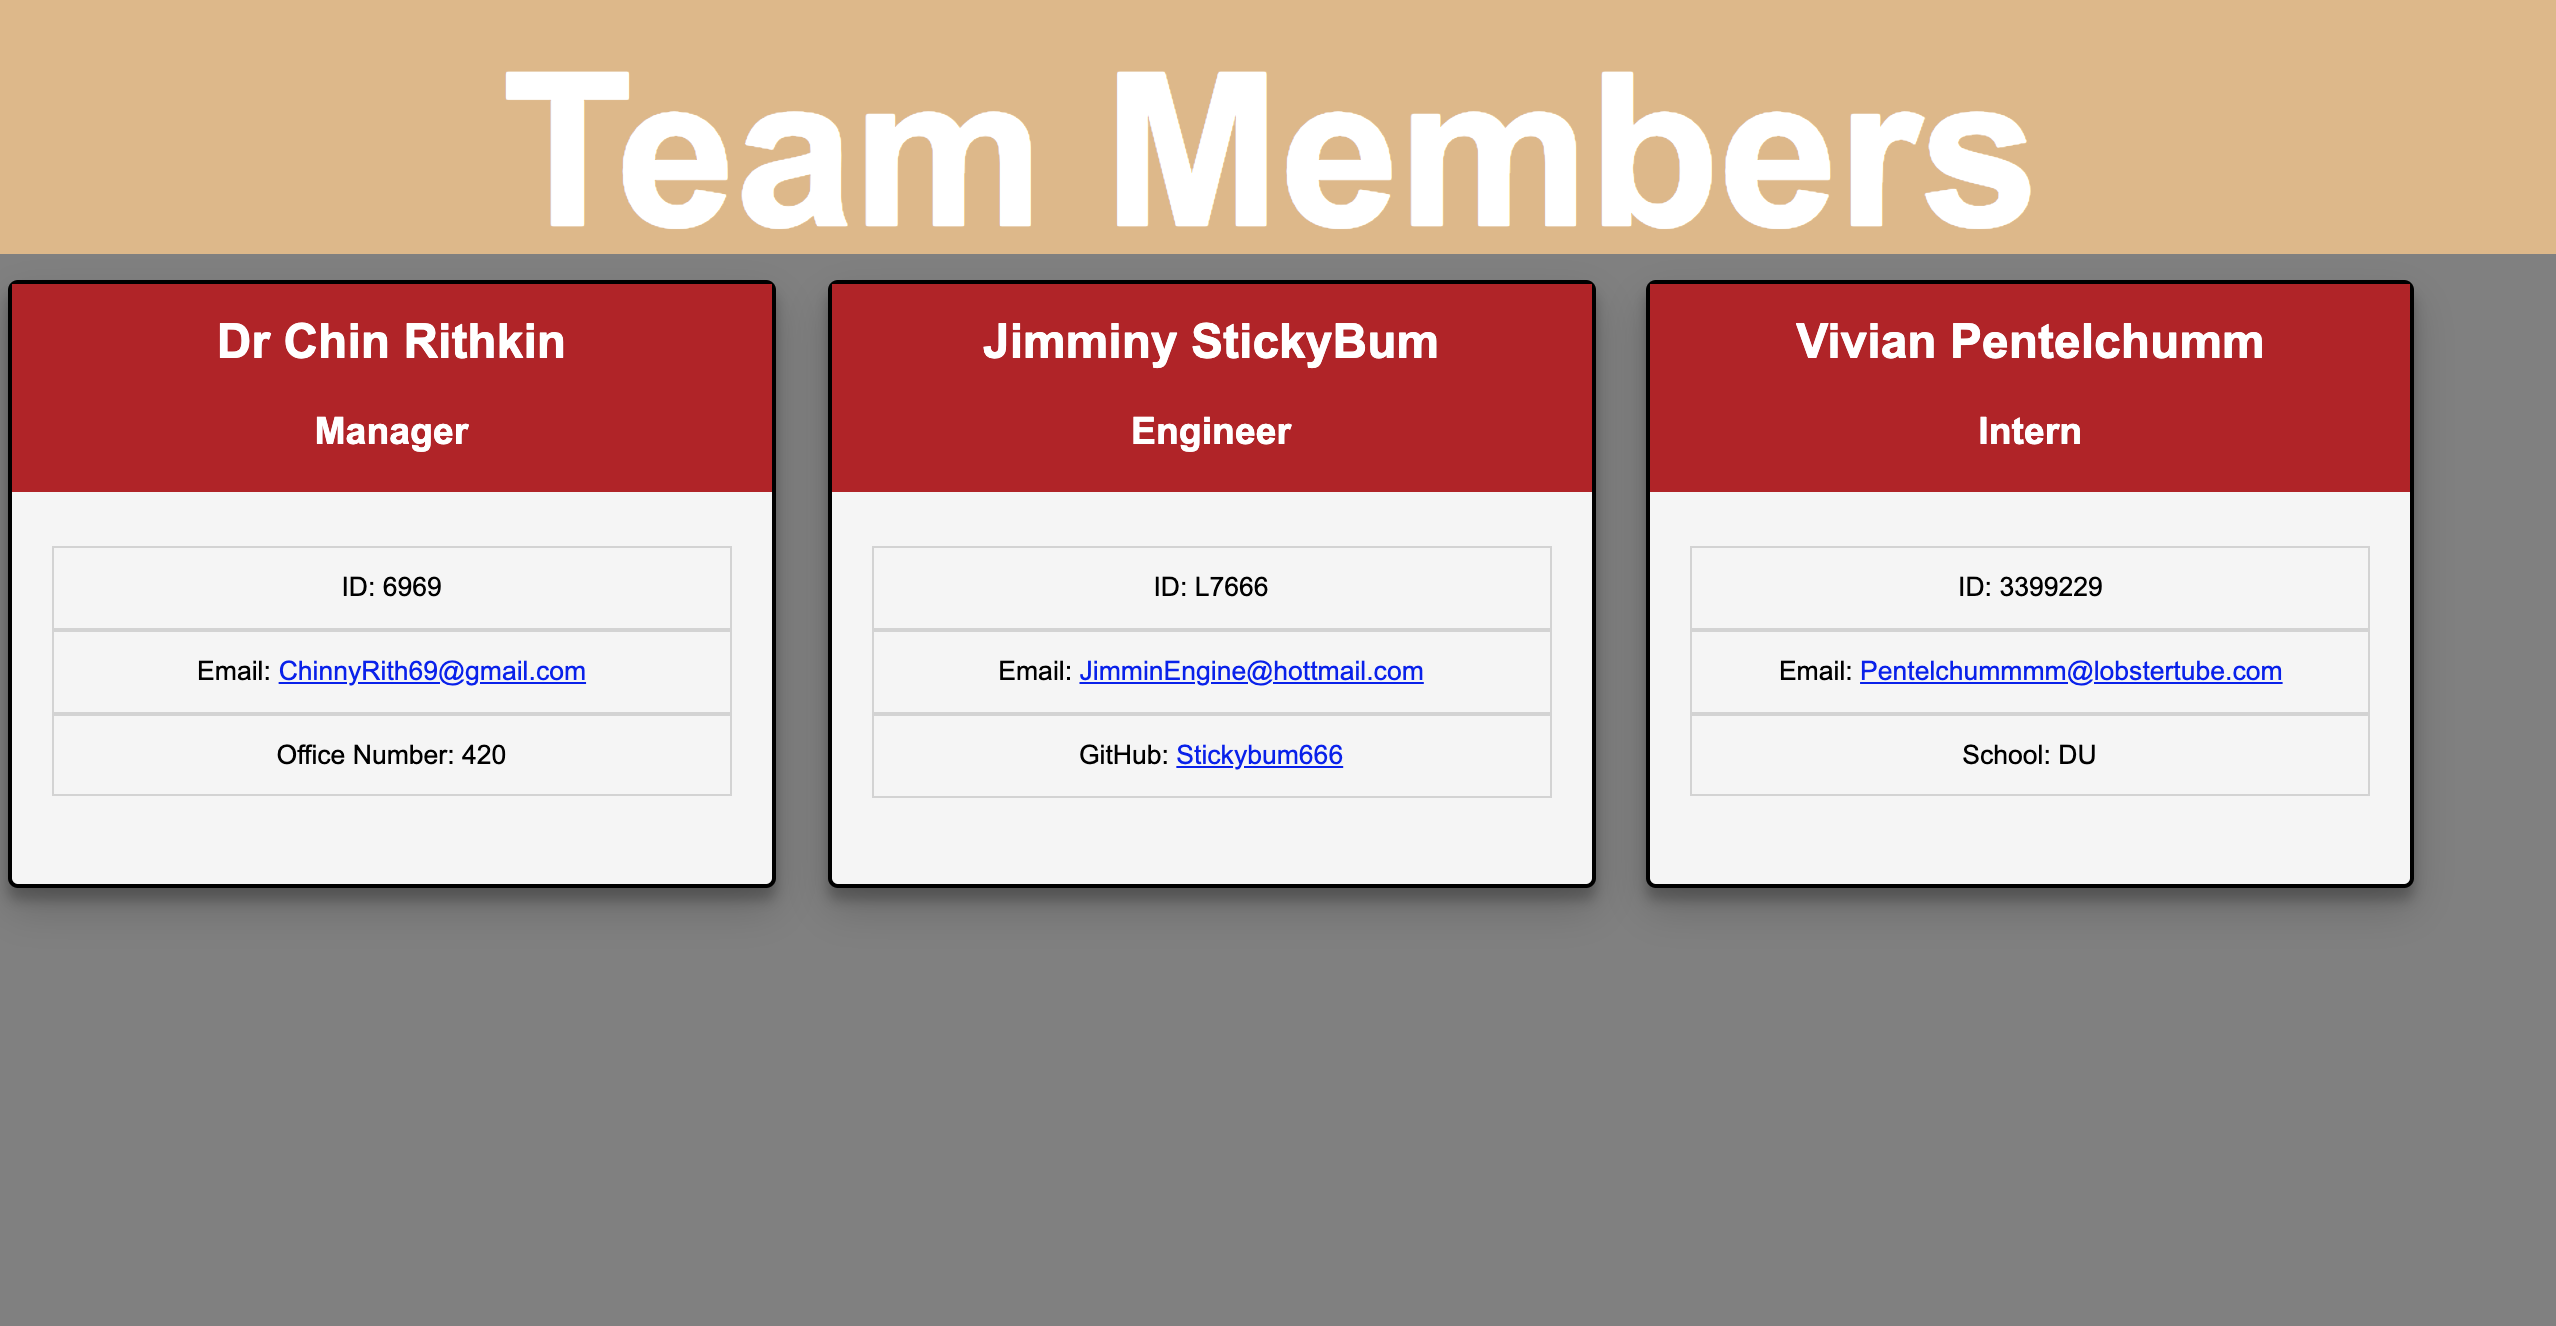 Team Members
Dr Chin Rithkin
Manager
ID: 6969
Email: ChinnyRith69@gmail.com
Office Number: 420
Jimminy StickyBum
Engineer
ID: L7666
Email: JimminEngine@hottmail.com
GitHub: Stickybum666
Vivian Pentelchumm
Intern
ID: 3399229
Email: Pentelchummmm@lobstertube.com
School: DU